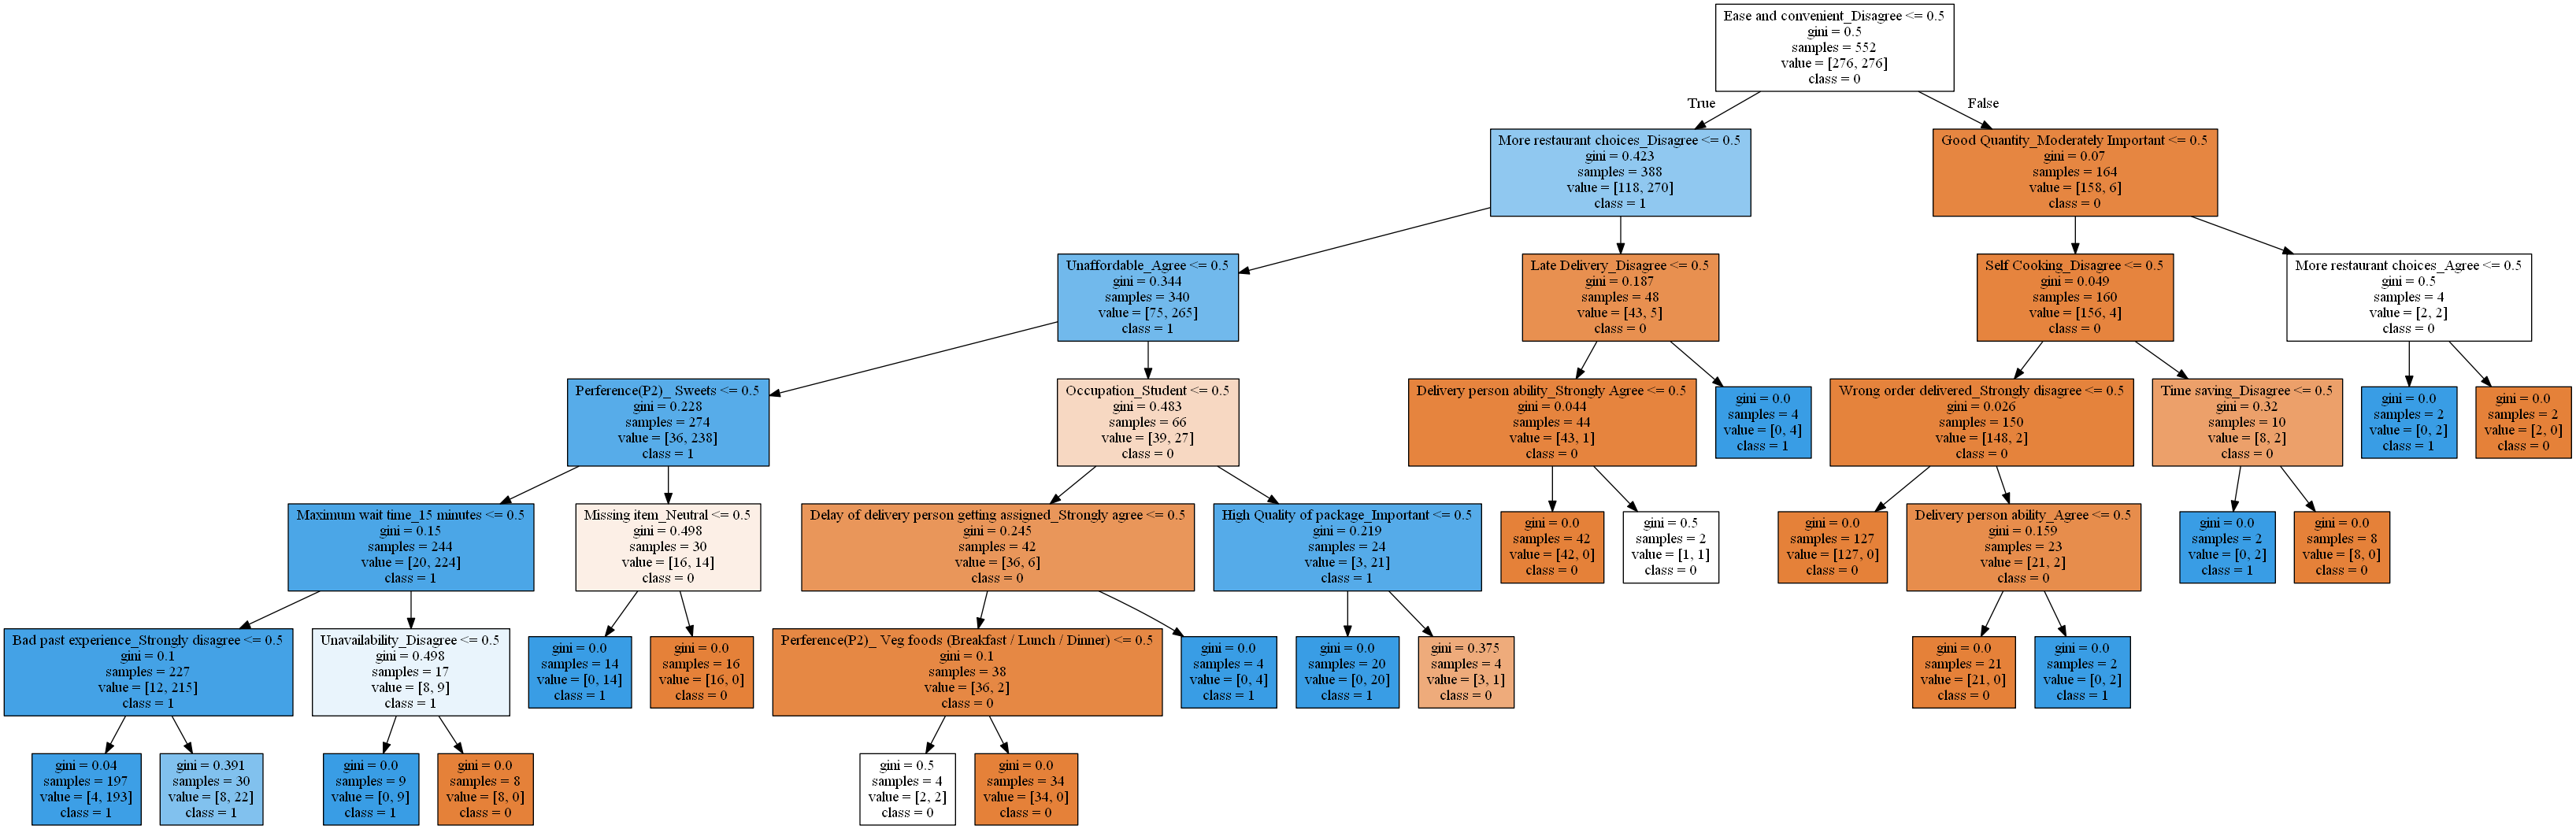 Ease and convenient_Disagree <= 0.5
gini = 0.5
samples = 552
value = [276, 276]
class = 0
True
False
More restaurant choices_Disagree <= 0.5
gini = 0.423
samples = 388
value = [118, 270]
class = 1
Good Quantity_Moderately Important <= 0.5
gini = 0.07
samples = 164
value = [158, 6]
class = 0
Unaffordable_Agree <= 0.5
gini = 0.344
samples = 340
value = [75, 265]
class = 1
Late Delivery_Disagree <= 0.5
gini = 0.187
samples = 48
value = [43, 5]
class = 0
Self Cooking_Disagree <= 0.5
gini = 0.049
samples = 160
value = [156, 4]
class = 0
More restaurant choices_Agree <= 0.5
gini = 0.5
samples = 4
value = [2, 2]
class = 0
Perference(P2)_ Sweets <= 0.5
gini = 0.228
samples = 274
value = [36, 238]
class = 1
Occupation_Student <= 0.5
gini = 0.483
samples = 66
value = [39, 27]
class = 0
Delivery person ability_Strongly Agree <= 0.5
gini = 0.044
samples = 44
value = [43, 1]
class = 0
gini = 0.0
samples = 4
value = [0, 4]
class = 1
Wrong order delivered_Strongly disagree <= 0.5
gini = 0.026
samples = 150
value = [148, 2]
class = 0
Time saving_Disagree <= 0.5
gini = 0.32
samples = 10
value = [8, 2]
class = 0
gini = 0.0
samples = 2
value = [0, 2]
class = 1
gini = 0.0
samples = 2
value = [2, 0]
class = 0
Maximum wait time_15 minutes <= 0.5
gini = 0.15
samples = 244
value = [20, 224]
class = 1
Missing item_Neutral <= 0.5
gini = 0.498
samples = 30
value = [16, 14]
class = 0
Delay of delivery person getting assigned_Strongly agree <= 0.5
gini = 0.245
samples = 42
value = [36, 6]
class = 0
High Quality of package_Important <= 0.5
gini = 0.219
samples = 24
value = [3, 21]
class = 1
gini = 0.0
samples = 42
value = [42, 0]
class = 0
gini = 0.5
samples = 2
value = [1, 1]
class = 0
gini = 0.0
samples = 127
value = [127, 0]
class = 0
Delivery person ability_Agree <= 0.5
gini = 0.159
samples = 23
value = [21, 2]
class = 0
gini = 0.0
samples = 2
value = [0, 2]
class = 1
gini = 0.0
samples = 8
value = [8, 0]
class = 0
Bad past experience_Strongly disagree <= 0.5
gini = 0.1
samples = 227
value = [12, 215]
class = 1
Unavailability_Disagree <= 0.5
gini = 0.498
samples = 17
value = [8, 9]
class = 1
gini = 0.0
samples = 14
value = [0, 14]
class = 1
gini = 0.0
samples = 16
value = [16, 0]
class = 0
Perference(P2)_ Veg foods (Breakfast / Lunch / Dinner) <= 0.5
gini = 0.1
samples = 38
value = [36, 2]
class = 0
gini = 0.0
samples = 4
value = [0, 4]
class = 1
gini = 0.0
samples = 20
value = [0, 20]
class = 1
gini = 0.375
samples = 4
value = [3, 1]
class = 0
gini = 0.0
samples = 21
value = [21, 0]
class = 0
gini = 0.0
samples = 2
value = [0, 2]
class = 1
gini = 0.04
samples = 197
value = [4, 193]
class = 1
gini = 0.391
samples = 30
value = [8, 22]
class = 1
gini = 0.0
samples = 9
value = [0, 9]
class = 1
gini = 0.0
samples = 8
value = [8, 0]
class = 0
gini = 0.5
samples = 4
value = [2, 2]
class = 0
gini = 0.0
samples = 34
value = [34, 0]
class = 0